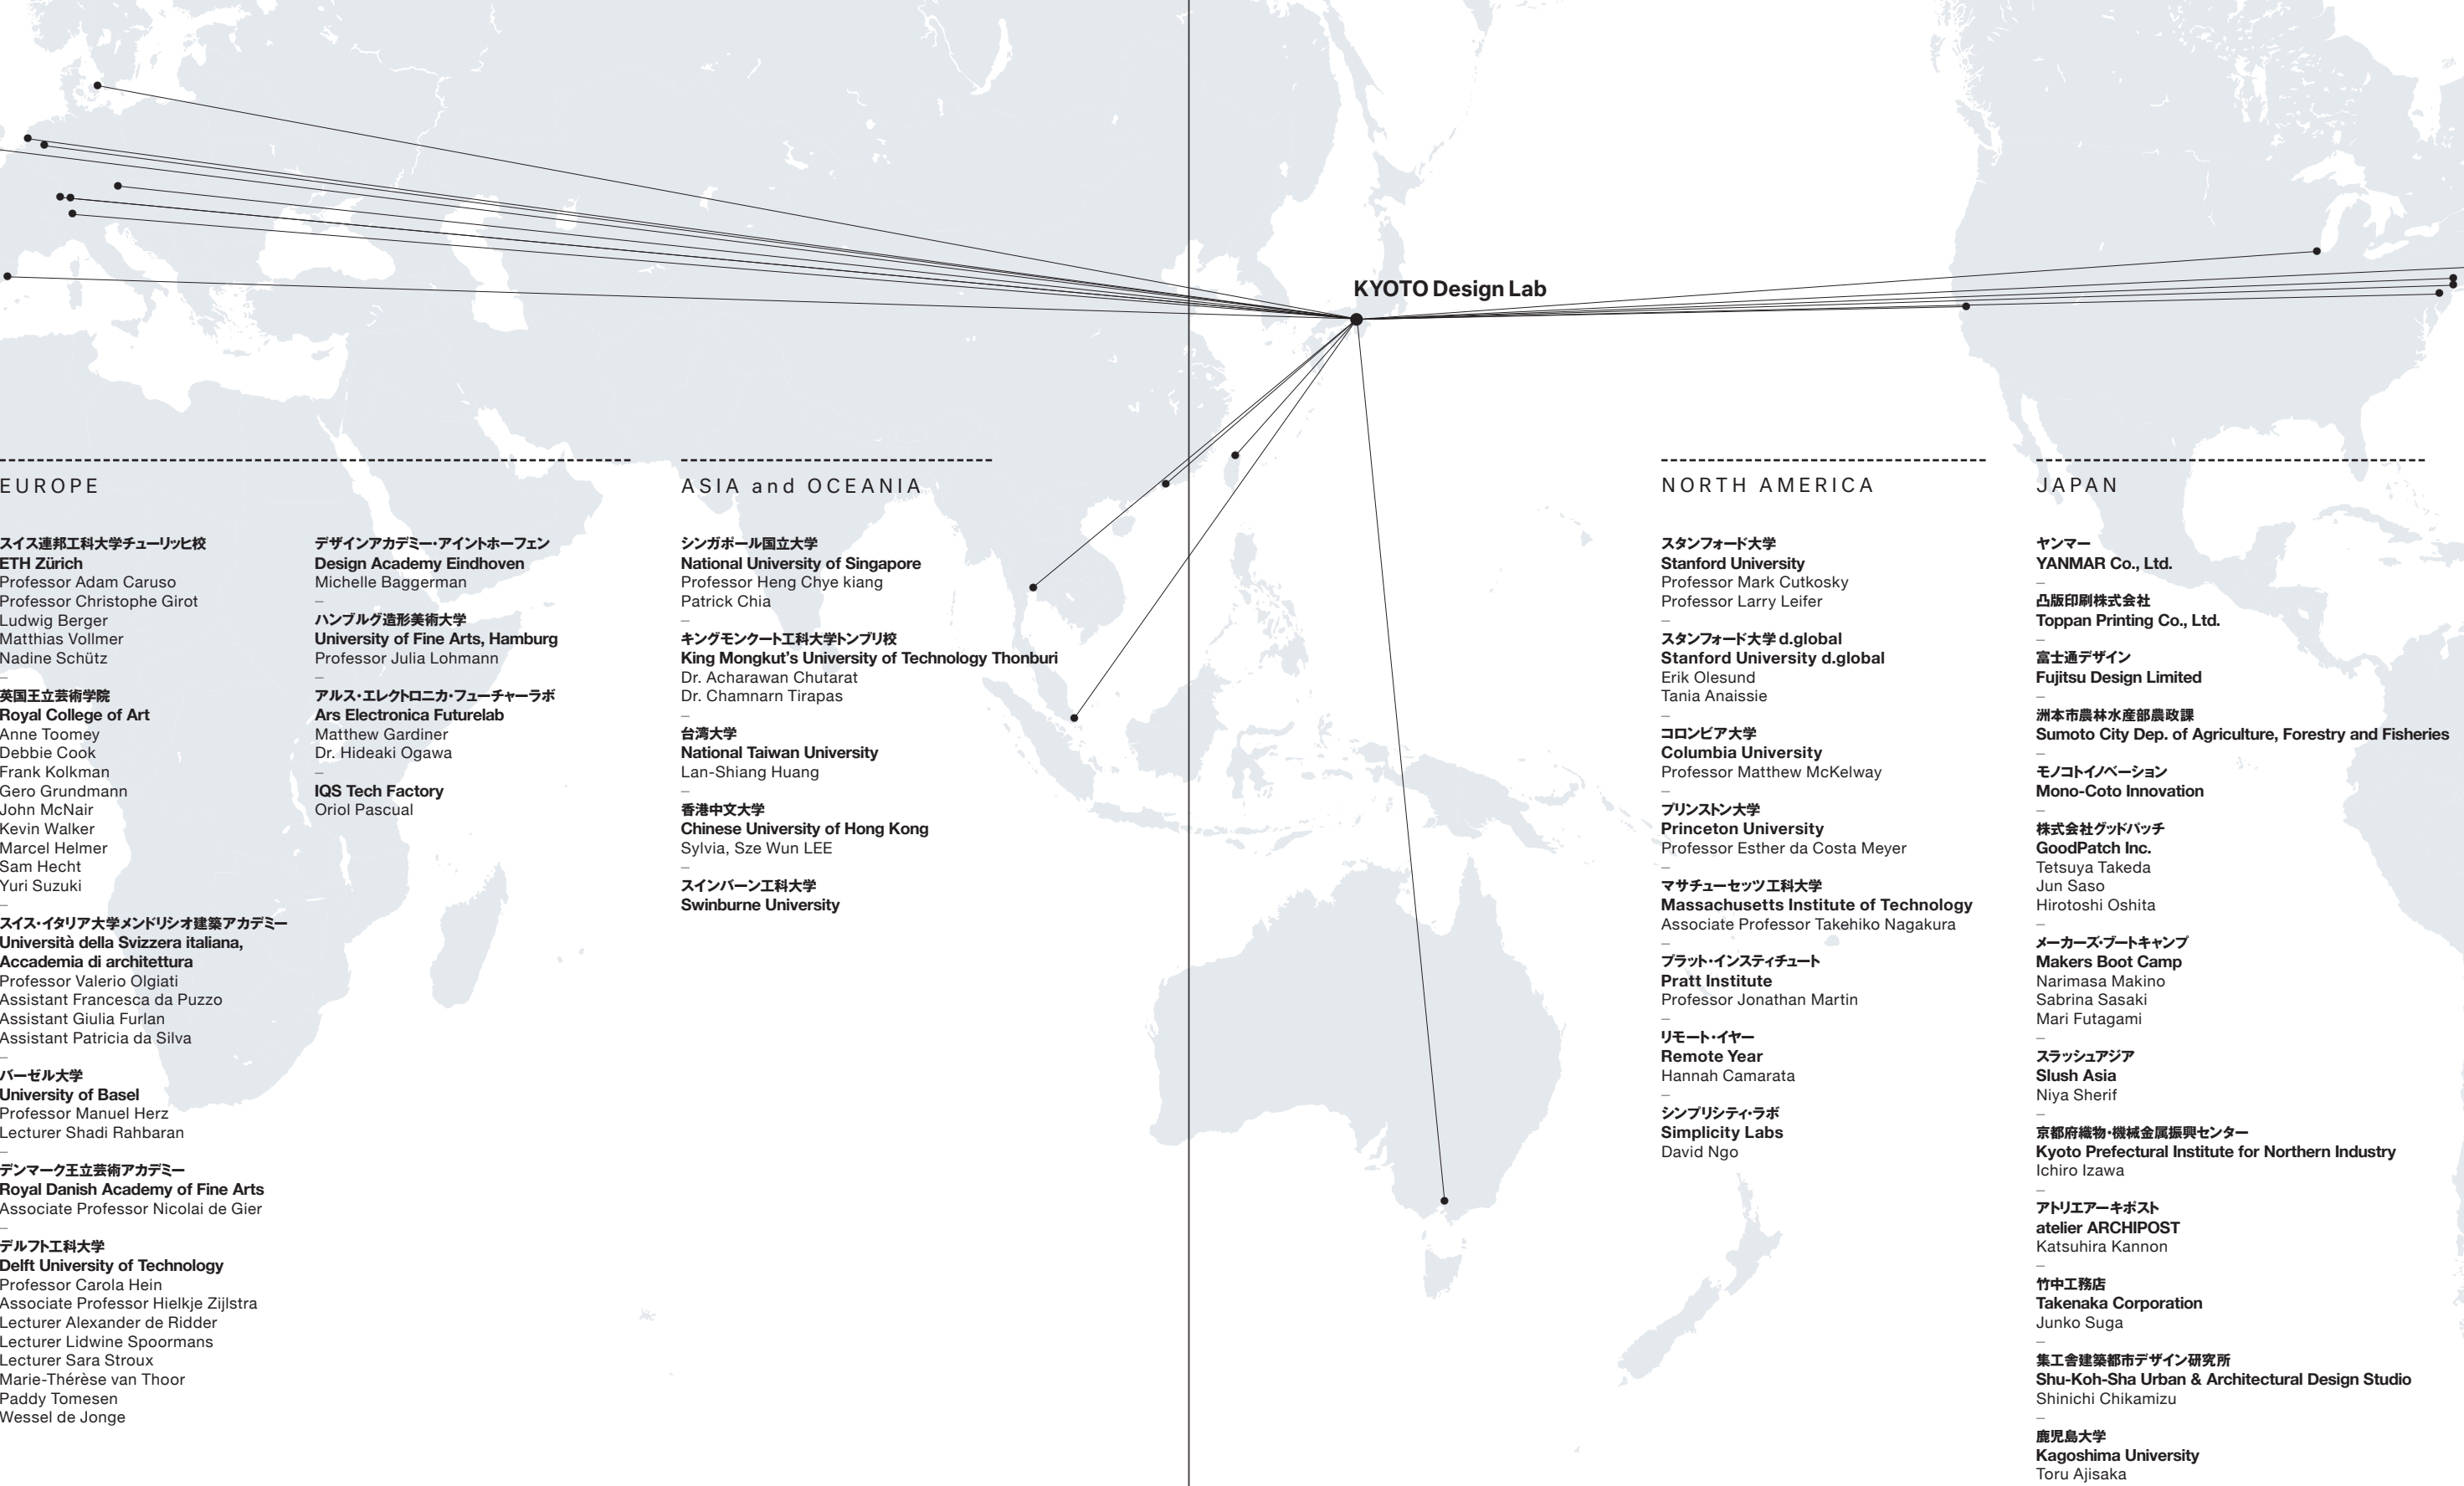 KYOTO Design Lab
EUROPE
スイス連邦工科大学チューリッヒ校
ETH Zürich
Professor Adam Caruso
Professor Christophe Girot
Ludwig Berger
Matthias Vollmer
Nadine Schütz
–
英国王立芸術学院
Royal College of Art
Anne Toomey
Debbie Cook
Frank Kolkman
Gero Grundmann
John McNair
Kevin Walker
Marcel Helmer
Sam Hecht
Yuri Suzuki
–
スイス・イタリア大学メンドリシオ建築アカデミー
Università della Svizzera italiana,
Accademia di architettura
Professor Valerio Olgiati
Assistant Francesca da Puzzo
Assistant Giulia Furlan
Assistant Patricia da Silva
–
バーゼル大学
University of Basel
Professor Manuel Herz
Lecturer Shadi Rahbaran
–
デンマーク王立芸術アカデミー
Royal Danish Academy of Fine Arts
Associate Professor Nicolai de Gier
–
デルフト工科大学
Delft University of Technology
Professor Carola Hein
Associate Professor Hielkje Zijlstra
Lecturer Alexander de Ridder
Lecturer Lidwine Spoormans
Lecturer Sara Stroux
Marie-Thérèse van Thoor
Paddy Tomesen
Wessel de Jonge
デザインアカデミー・アイントホーフェン
Design Academy Eindhoven
Michelle Baggerman
–
ハンブルグ造形美術大学
University of Fine Arts, Hamburg
Professor Julia Lohmann
–
アルス・エレクトロニカ・フューチャーラボ
Ars Electronica Futurelab
Matthew Gardiner
Dr. Hideaki Ogawa
–
IQS Tech Factory
Oriol Pascual
ASIA and OCEANIA
シンガポール国立大学
National University of Singapore
Professor Heng Chye kiang
Patrick Chia
–
キングモンクート工科大学トンブリ校
King Mongkut's University of Technology Thonburi
Dr. Acharawan Chutarat
Dr. Chamnarn Tirapas
–
台湾大学
National Taiwan University
Lan-Shiang Huang
–
香港中文大学
Chinese University of Hong Kong
Sylvia, Sze Wun LEE
–
スインバーン工科大学
Swinburne University
NORTH AMERICA
スタンフォード大学
Stanford University
Professor Mark Cutkosky
Professor Larry Leifer
–
スタンフォード大学 d.global
Stanford University d.global
Erik Olesund
Tania Anaissie
–
コロンビア大学
Columbia University
Professor Matthew McKelway
–
プリンストン大学
Princeton University
Professor Esther da Costa Meyer
–
マサチューセッツ工科大学
Massachusetts Institute of Technology
Associate Professor Takehiko Nagakura
–
プラット・インスティチュート
Pratt Institute
Professor Jonathan Martin
–
リモート・イヤー
Remote Year
Hannah Camarata
–
シンプリシティ・ラボ
Simplicity Labs
David Ngo
JAPAN
ヤンマー
YANMAR Co., Ltd.
–
凸版印刷株式会社
Toppan Printing Co., Ltd.
–
富士通デザイン
Fujitsu Design Limited
–
洲本市農林水産部農政課
Sumoto City Dep. of Agriculture, Forestry and Fisheries
–
モノコトイノベーション
Mono-Coto Innovation
–
株式会社グッドパッチ
GoodPatch Inc.
Tetsuya Takeda
Jun Saso
Hirotoshi Oshita
–
メーカーズ・ブートキャンプ
Makers Boot Camp
Narimasa Makino
Sabrina Sasaki
Mari Futagami
–
スラッシュアジア
Slush Asia
Niya Sherif
–
京都府織物・機械金属振興センター
Kyoto Prefectural Institute for Northern Industry
Ichiro Izawa
–
アトリエアーキポスト
atelier ARCHIPOST
Katsuhira Kannon
–
竹中工務店
Takenaka Corporation
Junko Suga
–
集工舎建築都市デザイン研究所
Shu-Koh-Sha Urban & Architectural Design Studio
Shinichi Chikamizu
–
鹿児島大学
Kagoshima University
Toru Ajisaka